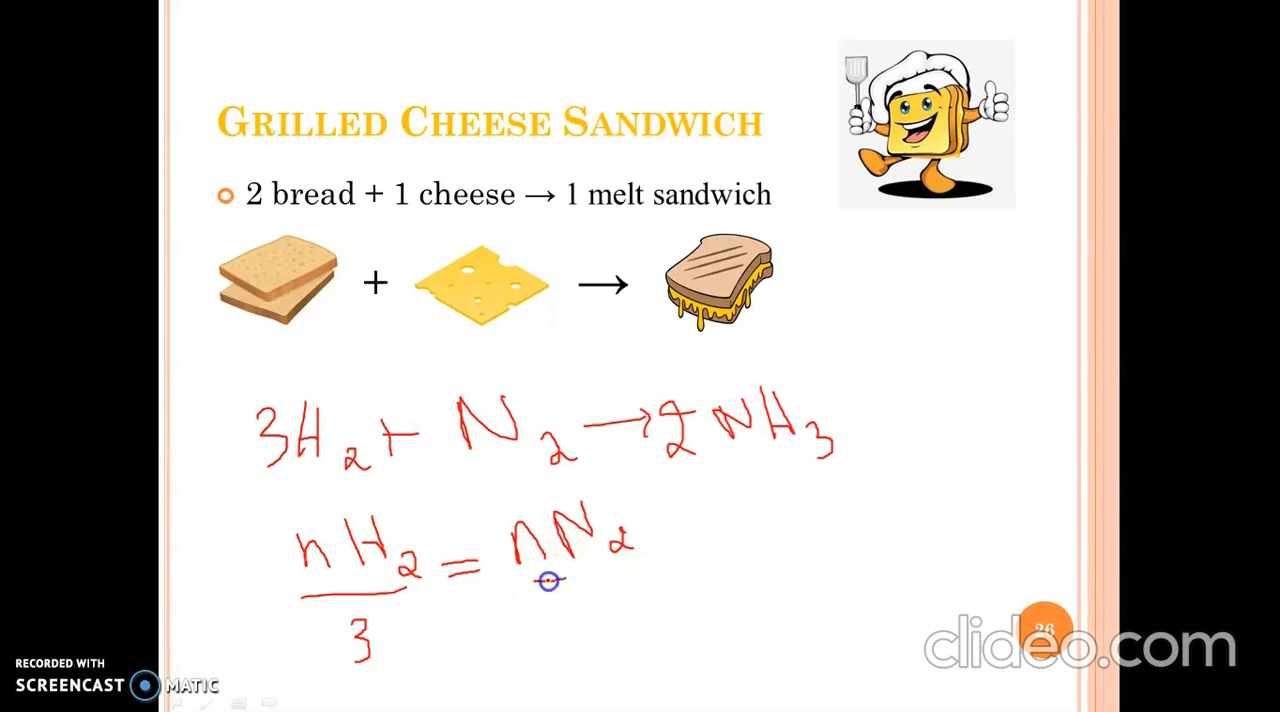 GRILLED CHEESE SANDWICH
2 bread + 1 cheese → 1 melt sandwich
+ →
3H₂ + N₂ → 2NH₃
nH₂ = nN₂
3
26
clideo.com
RECORDED WITH
SCREENCAST MATIC